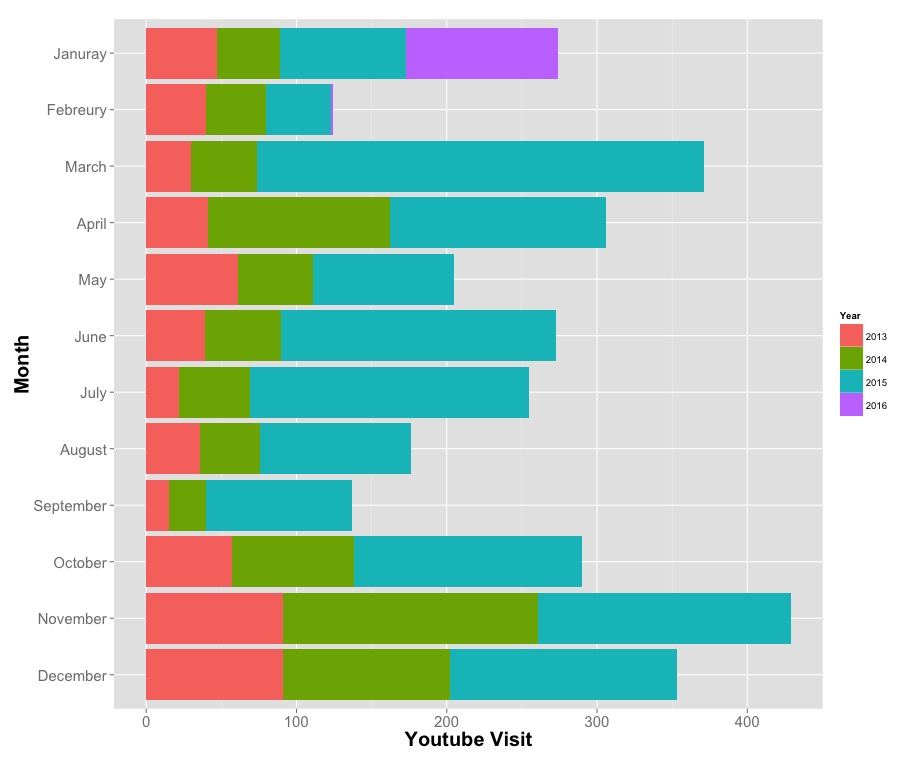 Januray
Febreury
March
April
May
June
July
August
September
October
November
December
Month
0 100 200 300 400
Youtube Visit
Year
2013
2014
2015
2016